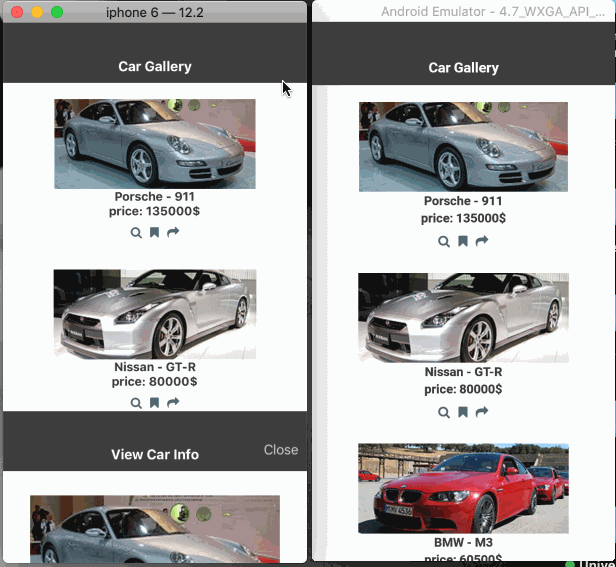 iphone 6 — 12.2
Car Gallery
Porsche - 911
price: 135000$
Nissan - GT-R
price: 80000$
View Car Info
Close
Android Emulator - 4.7_WXGA_API_...
Car Gallery
Porsche - 911
price: 135000$
Nissan - GT-R
price: 80000$
BMW - M3
price: 60500$